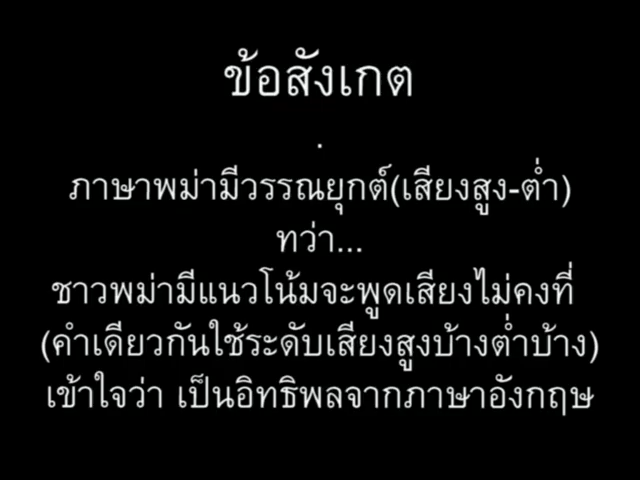 ข้อสังเกต
.
ภาษาพม่ามีวรรณยุกต์(เสียงสูง-ต่ำ)
ทว่า...
ชาวพม่ามีแนวโน้มจะพูดเสียงไม่คงที่
(คำเดียวกันใช้ระดับเสียงสูงบ้างต่ำบ้าง)
เข้าใจว่า เป็นอิทธิพลจากภาษาอังกฤษ